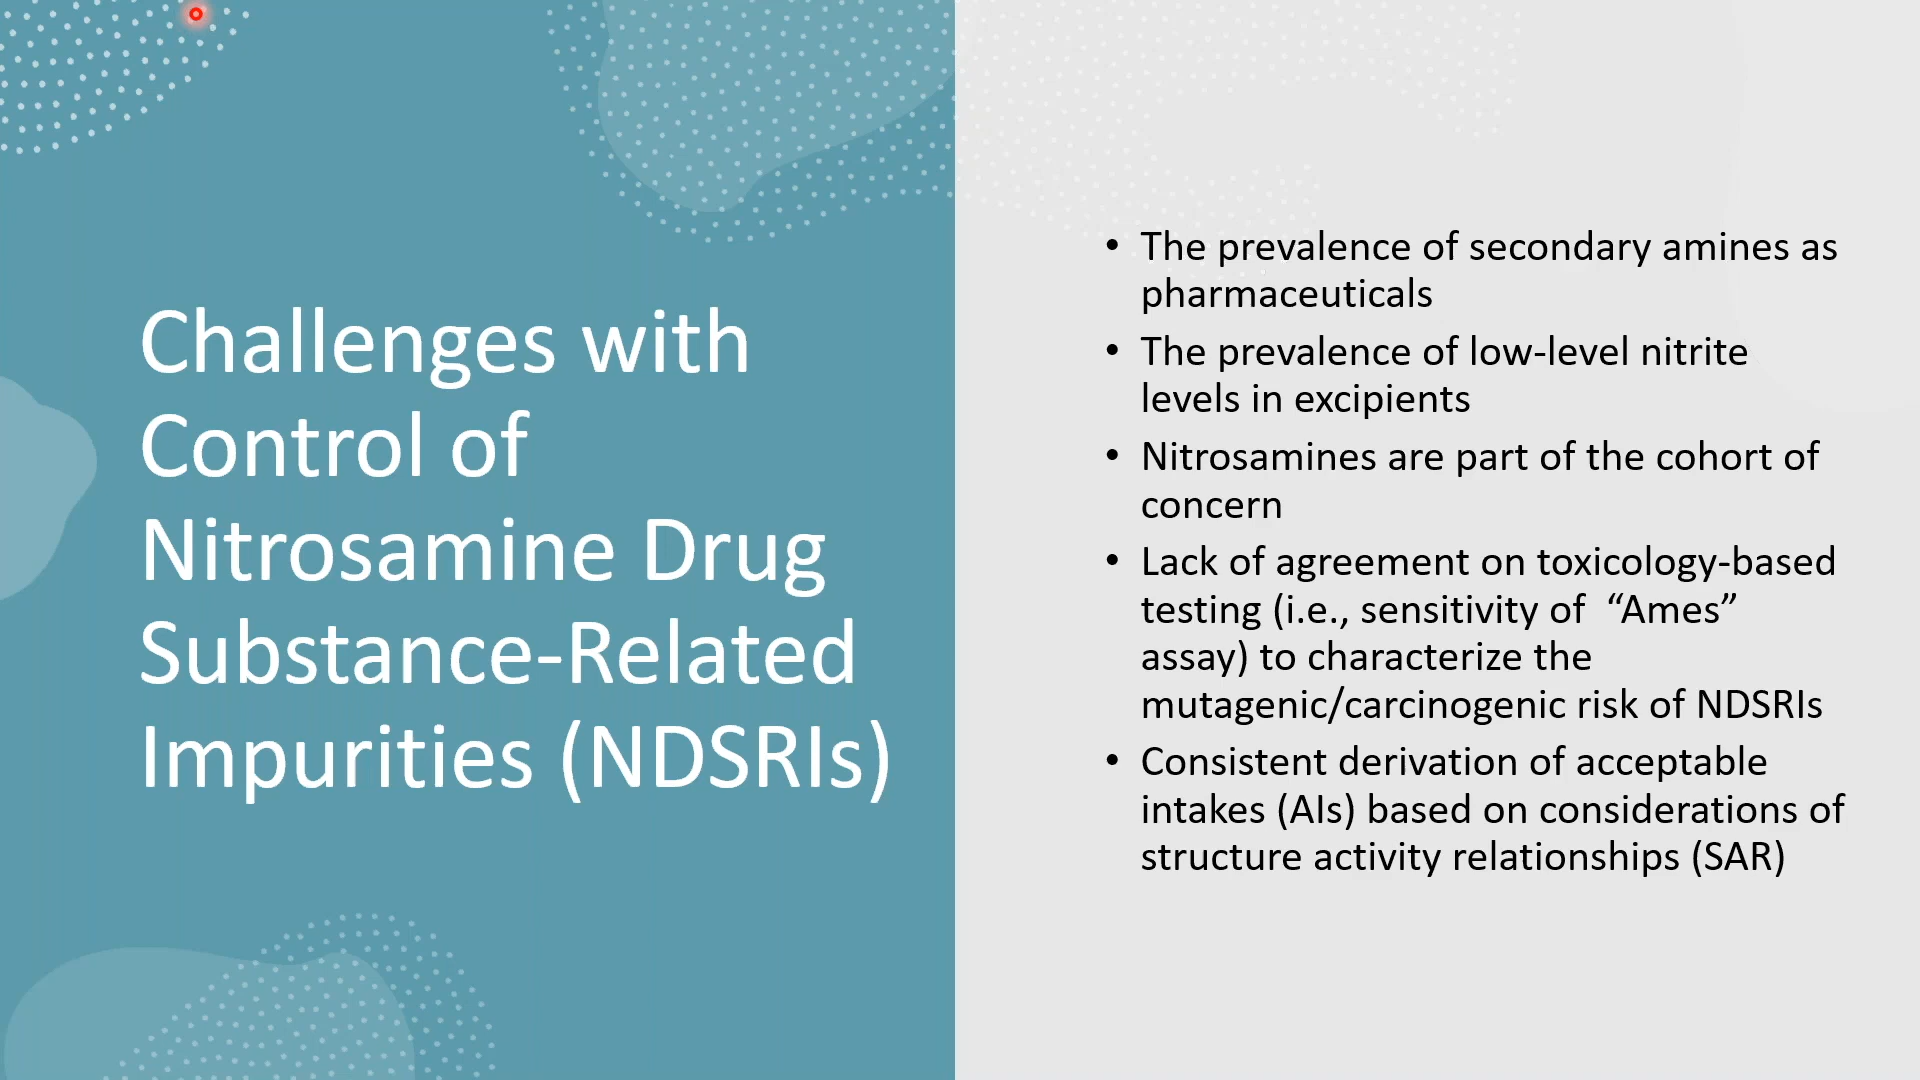 Challenges with
Control of
Nitrosamine Drug
Substance-Related
Impurities (NDSRIs)
• The prevalence of secondary amines as
pharmaceuticals
• The prevalence of low-level nitrite
levels in excipients
• Nitrosamines are part of the cohort of
concern
• Lack of agreement on toxicology-based
testing (i.e., sensitivity of  “Ames”
assay) to characterize the
mutagenic/carcinogenic risk of NDSRIs
• Consistent derivation of acceptable
intakes (AIs) based on considerations of
structure activity relationships (SAR)